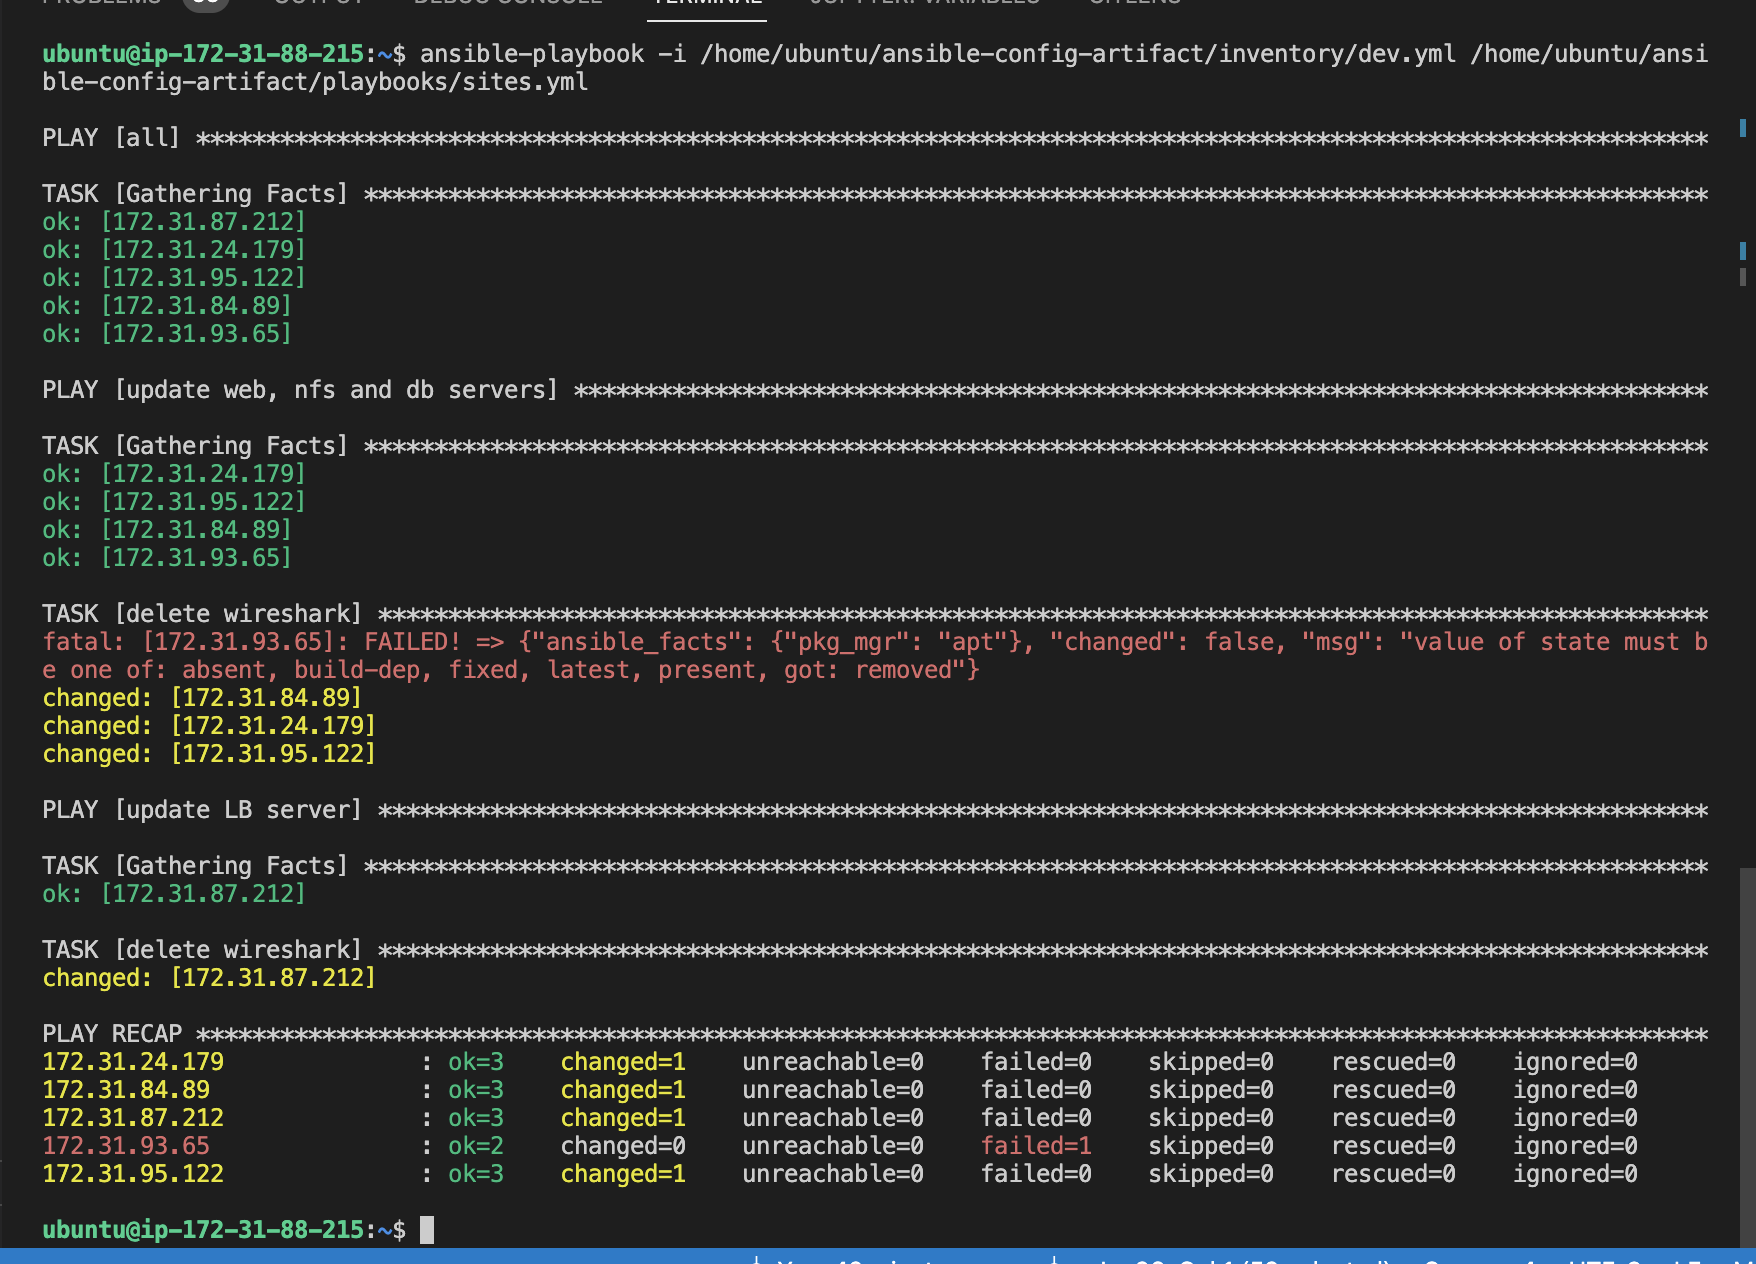 PROBLEMS OUTPUT DEBUG CONSOLE TERMINAL JUPYTER: VARIABLES GITLENS
ubuntu@ip-172-31-88-215:~$ ansible-playbook -i /home/ubuntu/ansible-config-artifact/inventory/dev.yml /home/ubuntu/ansi
ble-config-artifact/playbooks/sites.yml
PLAY [all] ************************************************************************************************************
TASK [Gathering Facts] ************************************************************************************************
ok: [172.31.87.212]
ok: [172.31.24.179]
ok: [172.31.95.122]
ok: [172.31.84.89]
ok: [172.31.93.65]
PLAY [update web, nfs and db servers] *********************************************************************************
TASK [Gathering Facts] ************************************************************************************************
ok: [172.31.24.179]
ok: [172.31.95.122]
ok: [172.31.84.89]
ok: [172.31.93.65]
TASK [delete wireshark] ***********************************************************************************************
fatal: [172.31.93.65]: FAILED! => {"ansible_facts": {"pkg_mgr": "apt"}, "changed": false, "msg": "value of state must b
e one of: absent, build-dep, fixed, latest, present, got: removed"}
changed: [172.31.84.89]
changed: [172.31.24.179]
changed: [172.31.95.122]
PLAY [update LB server] ***********************************************************************************************
TASK [Gathering Facts] ************************************************************************************************
ok: [172.31.87.212]
TASK [delete wireshark] ***********************************************************************************************
changed: [172.31.87.212]
PLAY RECAP ************************************************************************************************************
172.31.24.179 : ok=3 changed=1 unreachable=0 failed=0 skipped=0 rescued=0 ignored=0
172.31.84.89 : ok=3 changed=1 unreachable=0 failed=0 skipped=0 rescued=0 ignored=0
172.31.87.212 : ok=3 changed=1 unreachable=0 failed=0 skipped=0 rescued=0 ignored=0
172.31.93.65 : ok=2 changed=0 unreachable=0 failed=1 skipped=0 rescued=0 ignored=0
172.31.95.122 : ok=3 changed=1 unreachable=0 failed=0 skipped=0 rescued=0 ignored=0
ubuntu@ip-172-31-88-215:~$